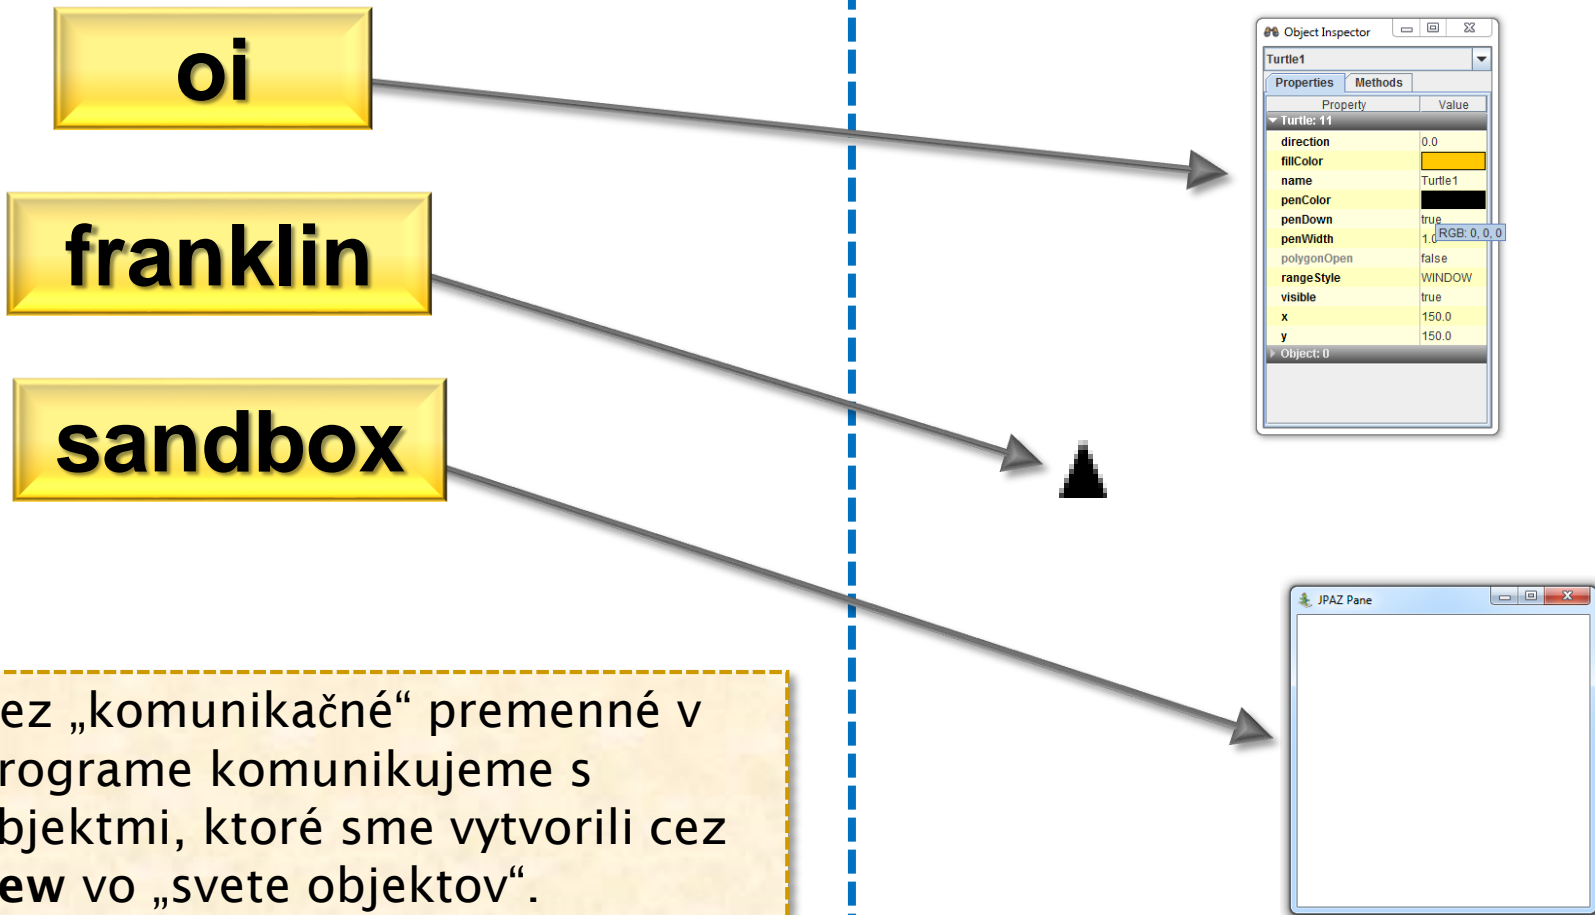 oi
franklin
sandbox
Object Inspector
Turtle1
Properties Methods
Property Value
Turtle: 11
direction 0.0
fillColor
name Turtle1
penColor
penDown true
RGB: 0, 0, 0
penWidth 1.0
polygonOpen false
rangeStyle WINDOW
visible true
x 150.0
y 150.0
Object: 0
JPAZ Pane
ez „komunikačné“ premenné v
rograme komunikujeme s
bjektmi, ktoré sme vytvorili cez
ew vo „svete objektov“.